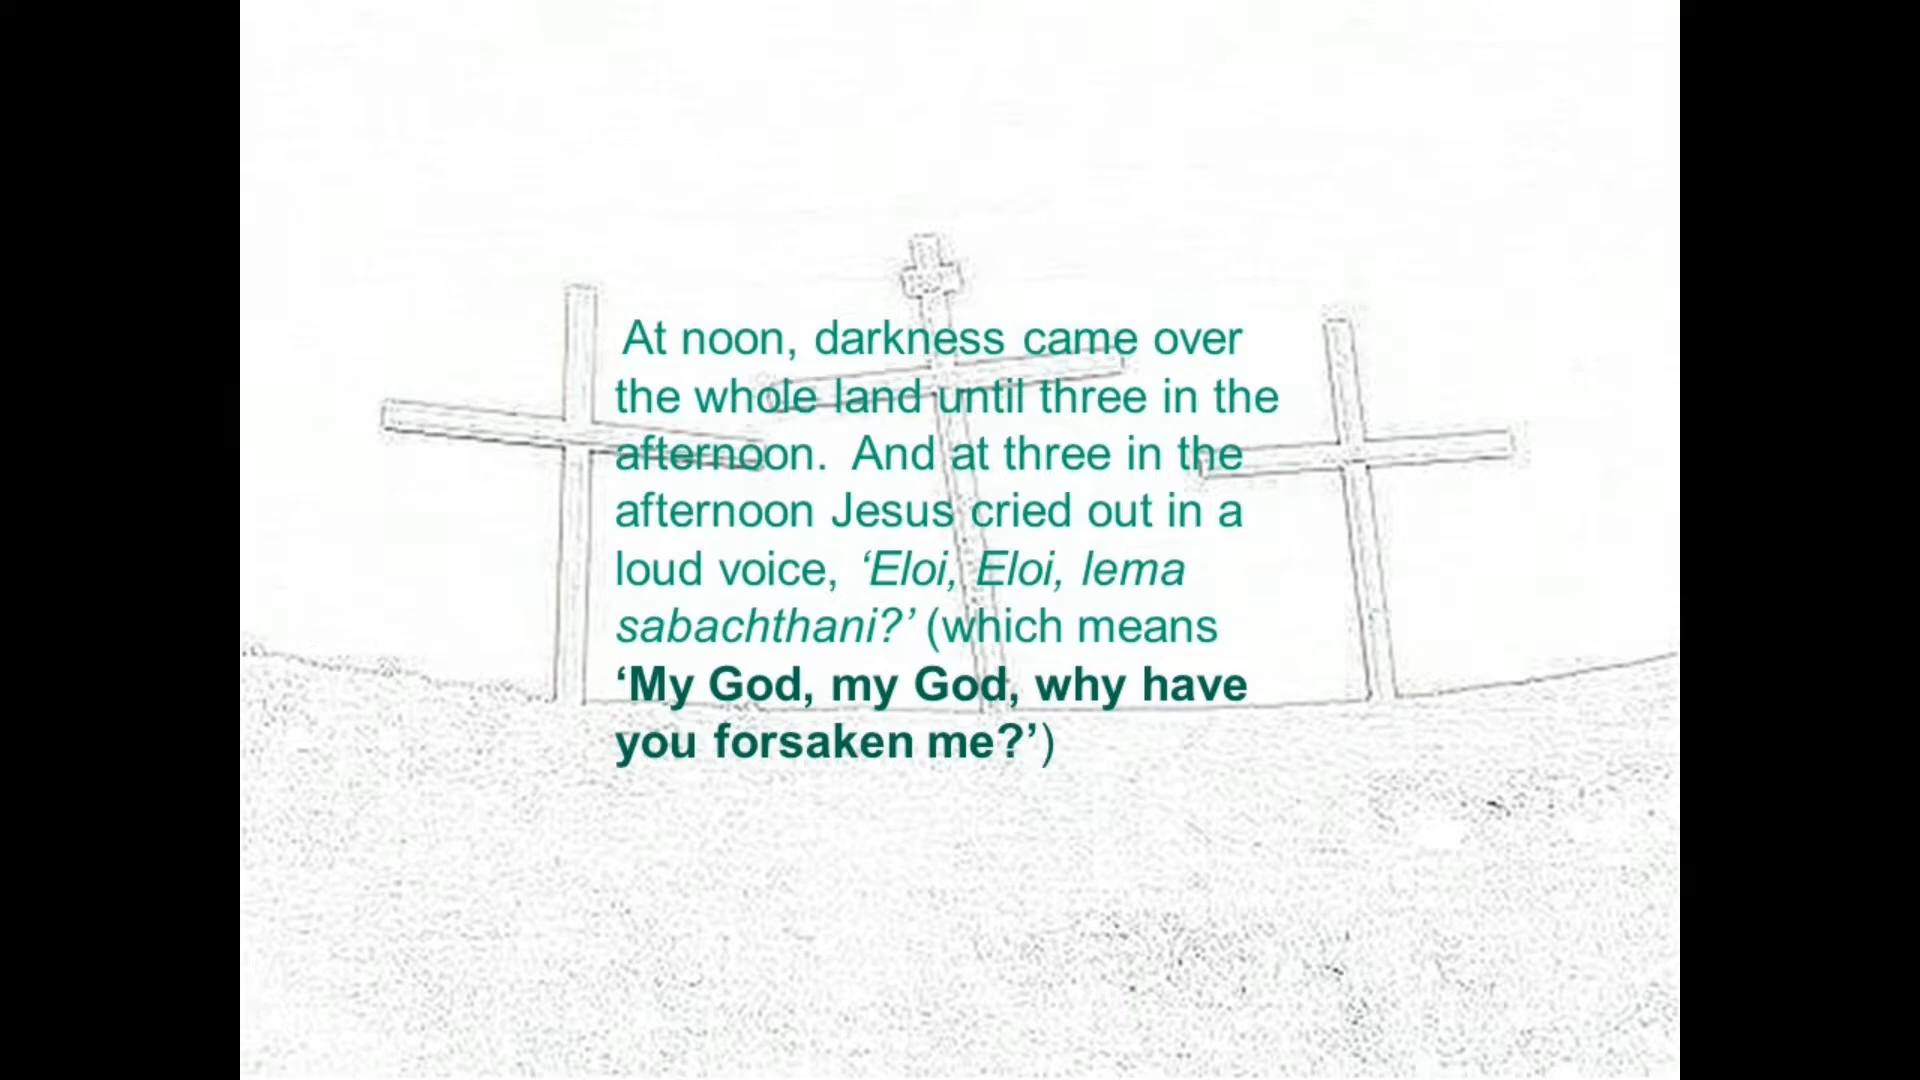 At noon, darkness came over
the whole land until three in the
afternoon.  And at three in the
afternoon Jesus cried out in a
loud voice, ‘Eloi, Eloi, lema
sabachthani?’ (which means
‘My God, my God, why have
you forsaken me?’)